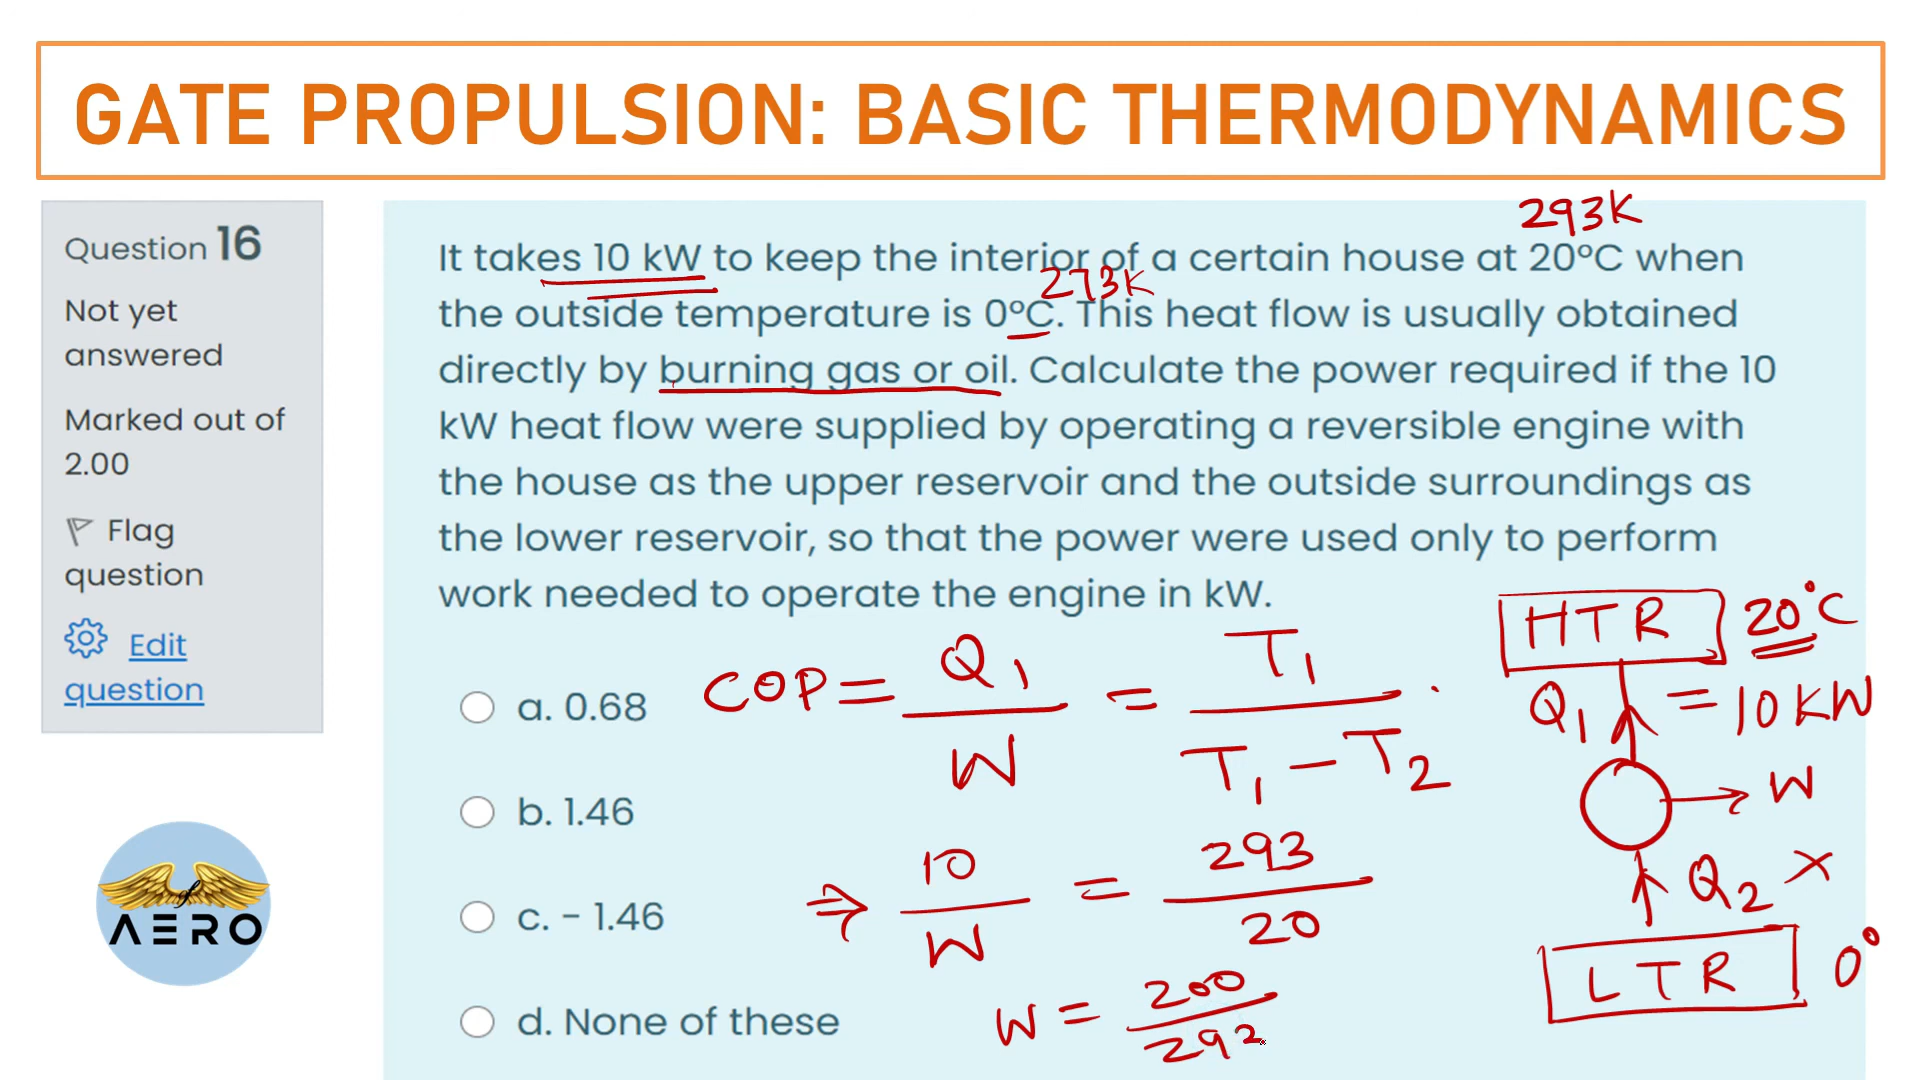 GATE PROPULSION: BASIC THERMODYNAMICS
Question 16
Not yet
answered
Marked out of
2.00
Flag
question
Edit
question
of
AERO
293K
It takes 10 kW to keep the interior of a certain house at 20°C when
273K
the outside temperature is 0°C. This heat flow is usually obtained
directly by burning gas or oil. Calculate the power required if the 10
kW heat flow were supplied by operating a reversible engine with
the house as the upper reservoir and the outside surroundings as
the lower reservoir, so that the power were used only to perform
work needed to operate the engine in kW.
a. 0.68
b. 1.46
c. - 1.46
d. None of these
COP = Q1 / W = T1 / T1 - T2 .
⇒ 10 / W = 293 / 20
W = 200 / 292
HTR 20°C
Q1 = 10 KW
W
Q2 ×
LTR 0°